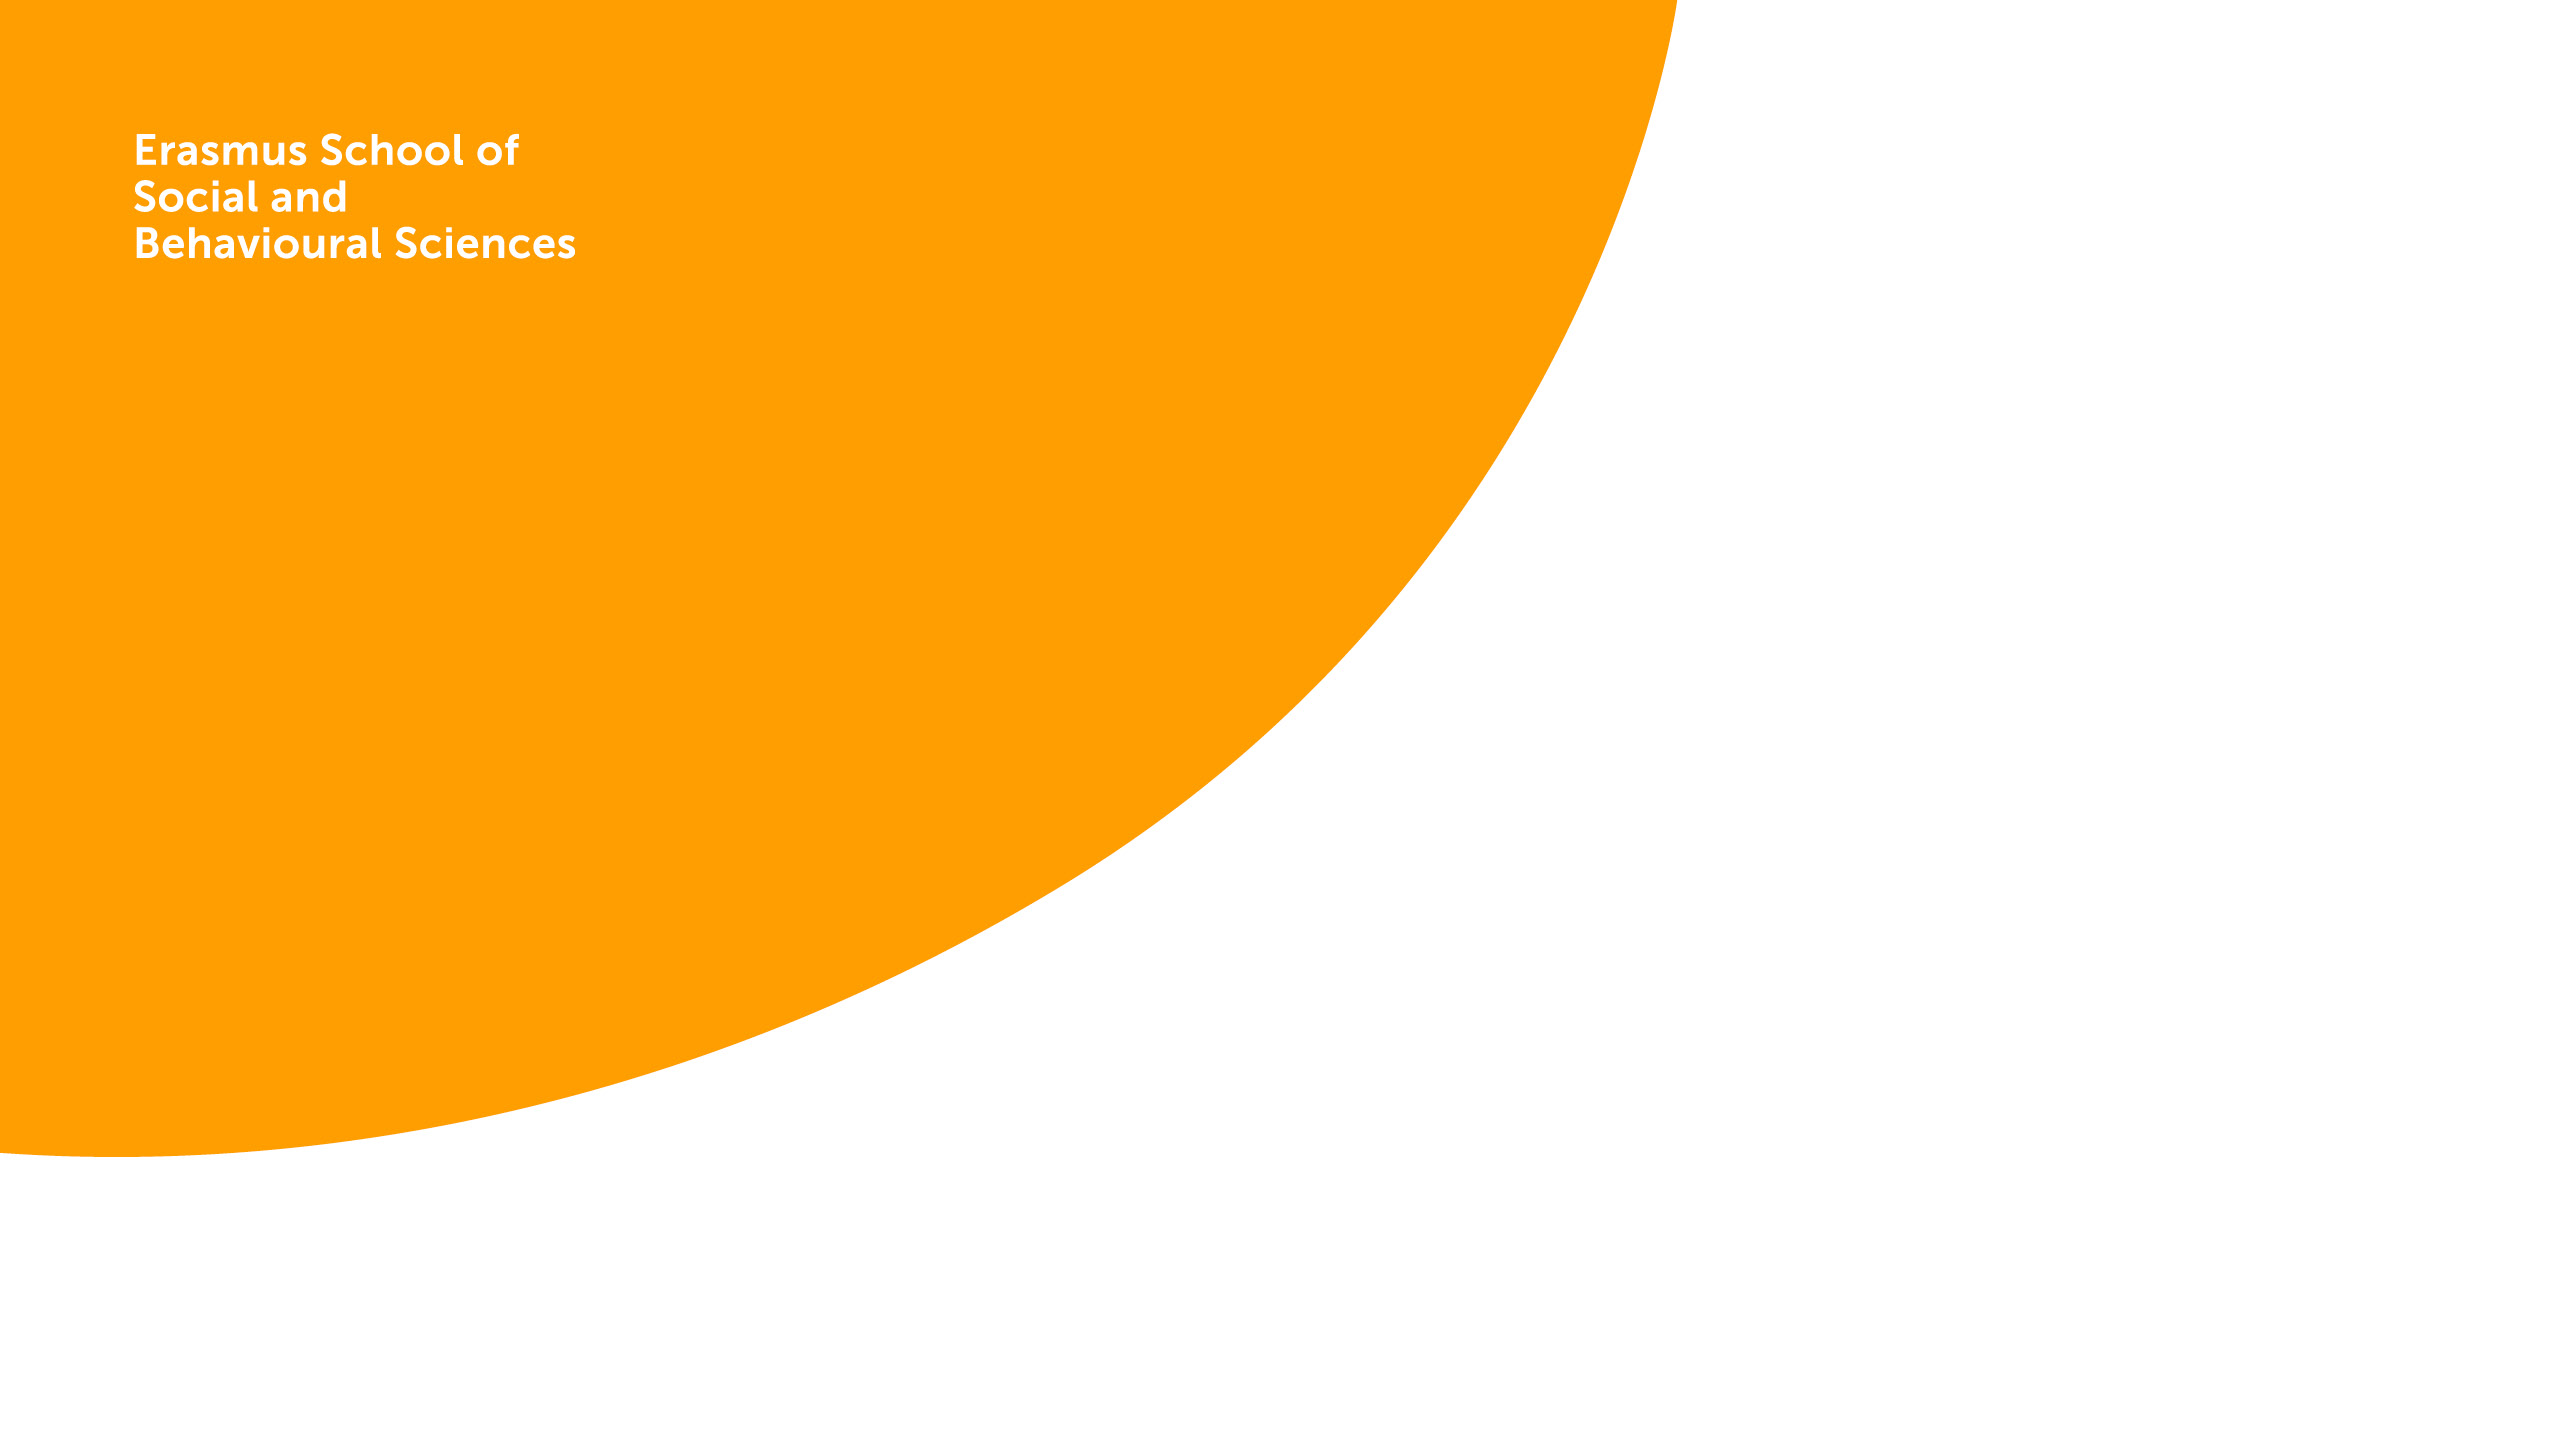 Erasmus School of
Social and
Behavioural Sciences